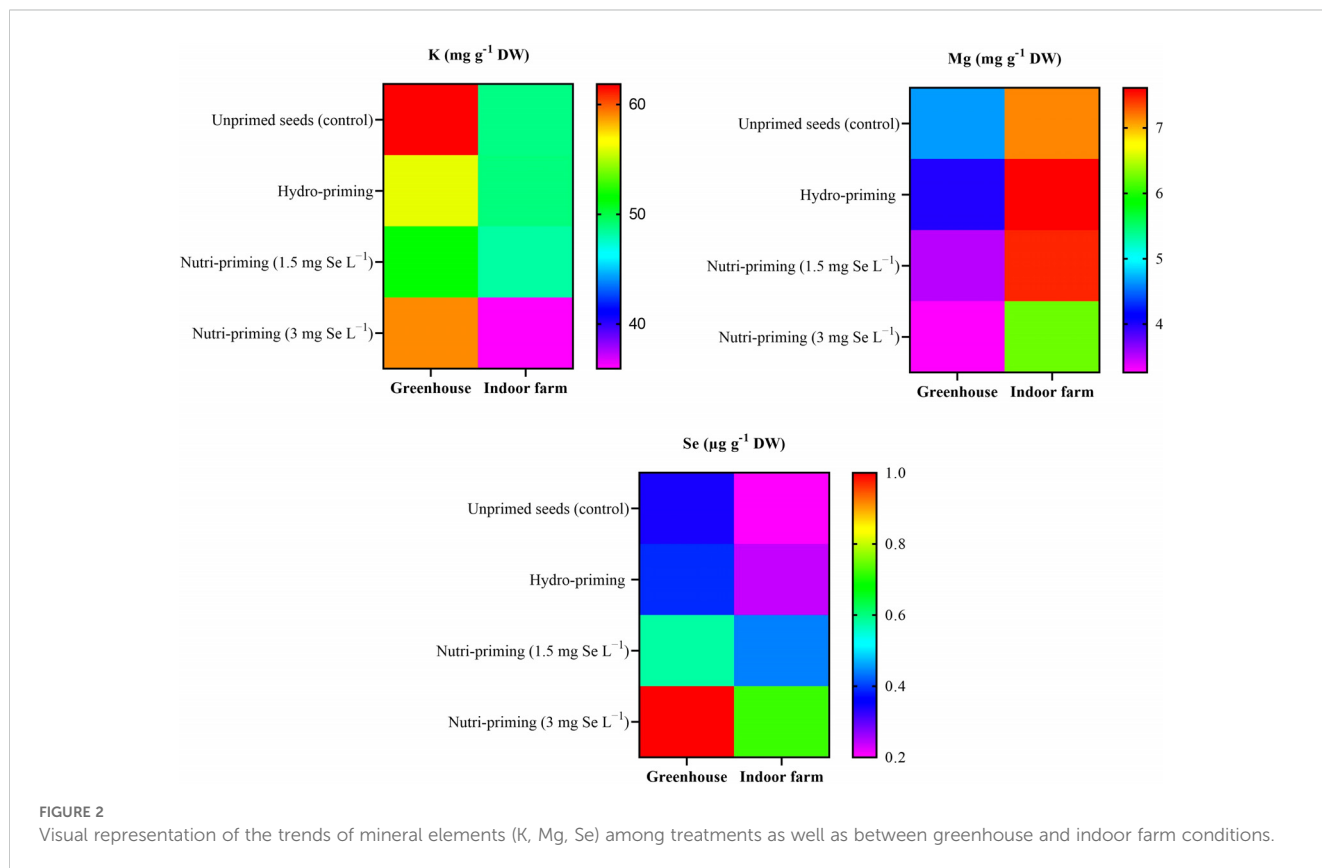 K (mg g⁻¹ DW)
Unprimed seeds (control)
Hydro-priming
Nutri-priming (1.5 mg Se L⁻¹)
Nutri-priming (3 mg Se L⁻¹)
Greenhouse Indoor farm
60
50
40
Mg (mg g⁻¹ DW)
Unprimed seeds (control)
Hydro-priming
Nutri-priming (1.5 mg Se L⁻¹)
Nutri-priming (3 mg Se L⁻¹)
Greenhouse Indoor farm
7
6
5
4
Se (µg g⁻¹ DW)
Unprimed seeds (control)
Hydro-priming
Nutri-priming (1.5 mg Se L⁻¹)
Nutri-priming (3 mg Se L⁻¹)
Greenhouse Indoor farm
1.0
0.8
0.6
0.4
0.2
FIGURE 2
Visual representation of the trends of mineral elements (K, Mg, Se) among treatments as well as between greenhouse and indoor farm conditions.